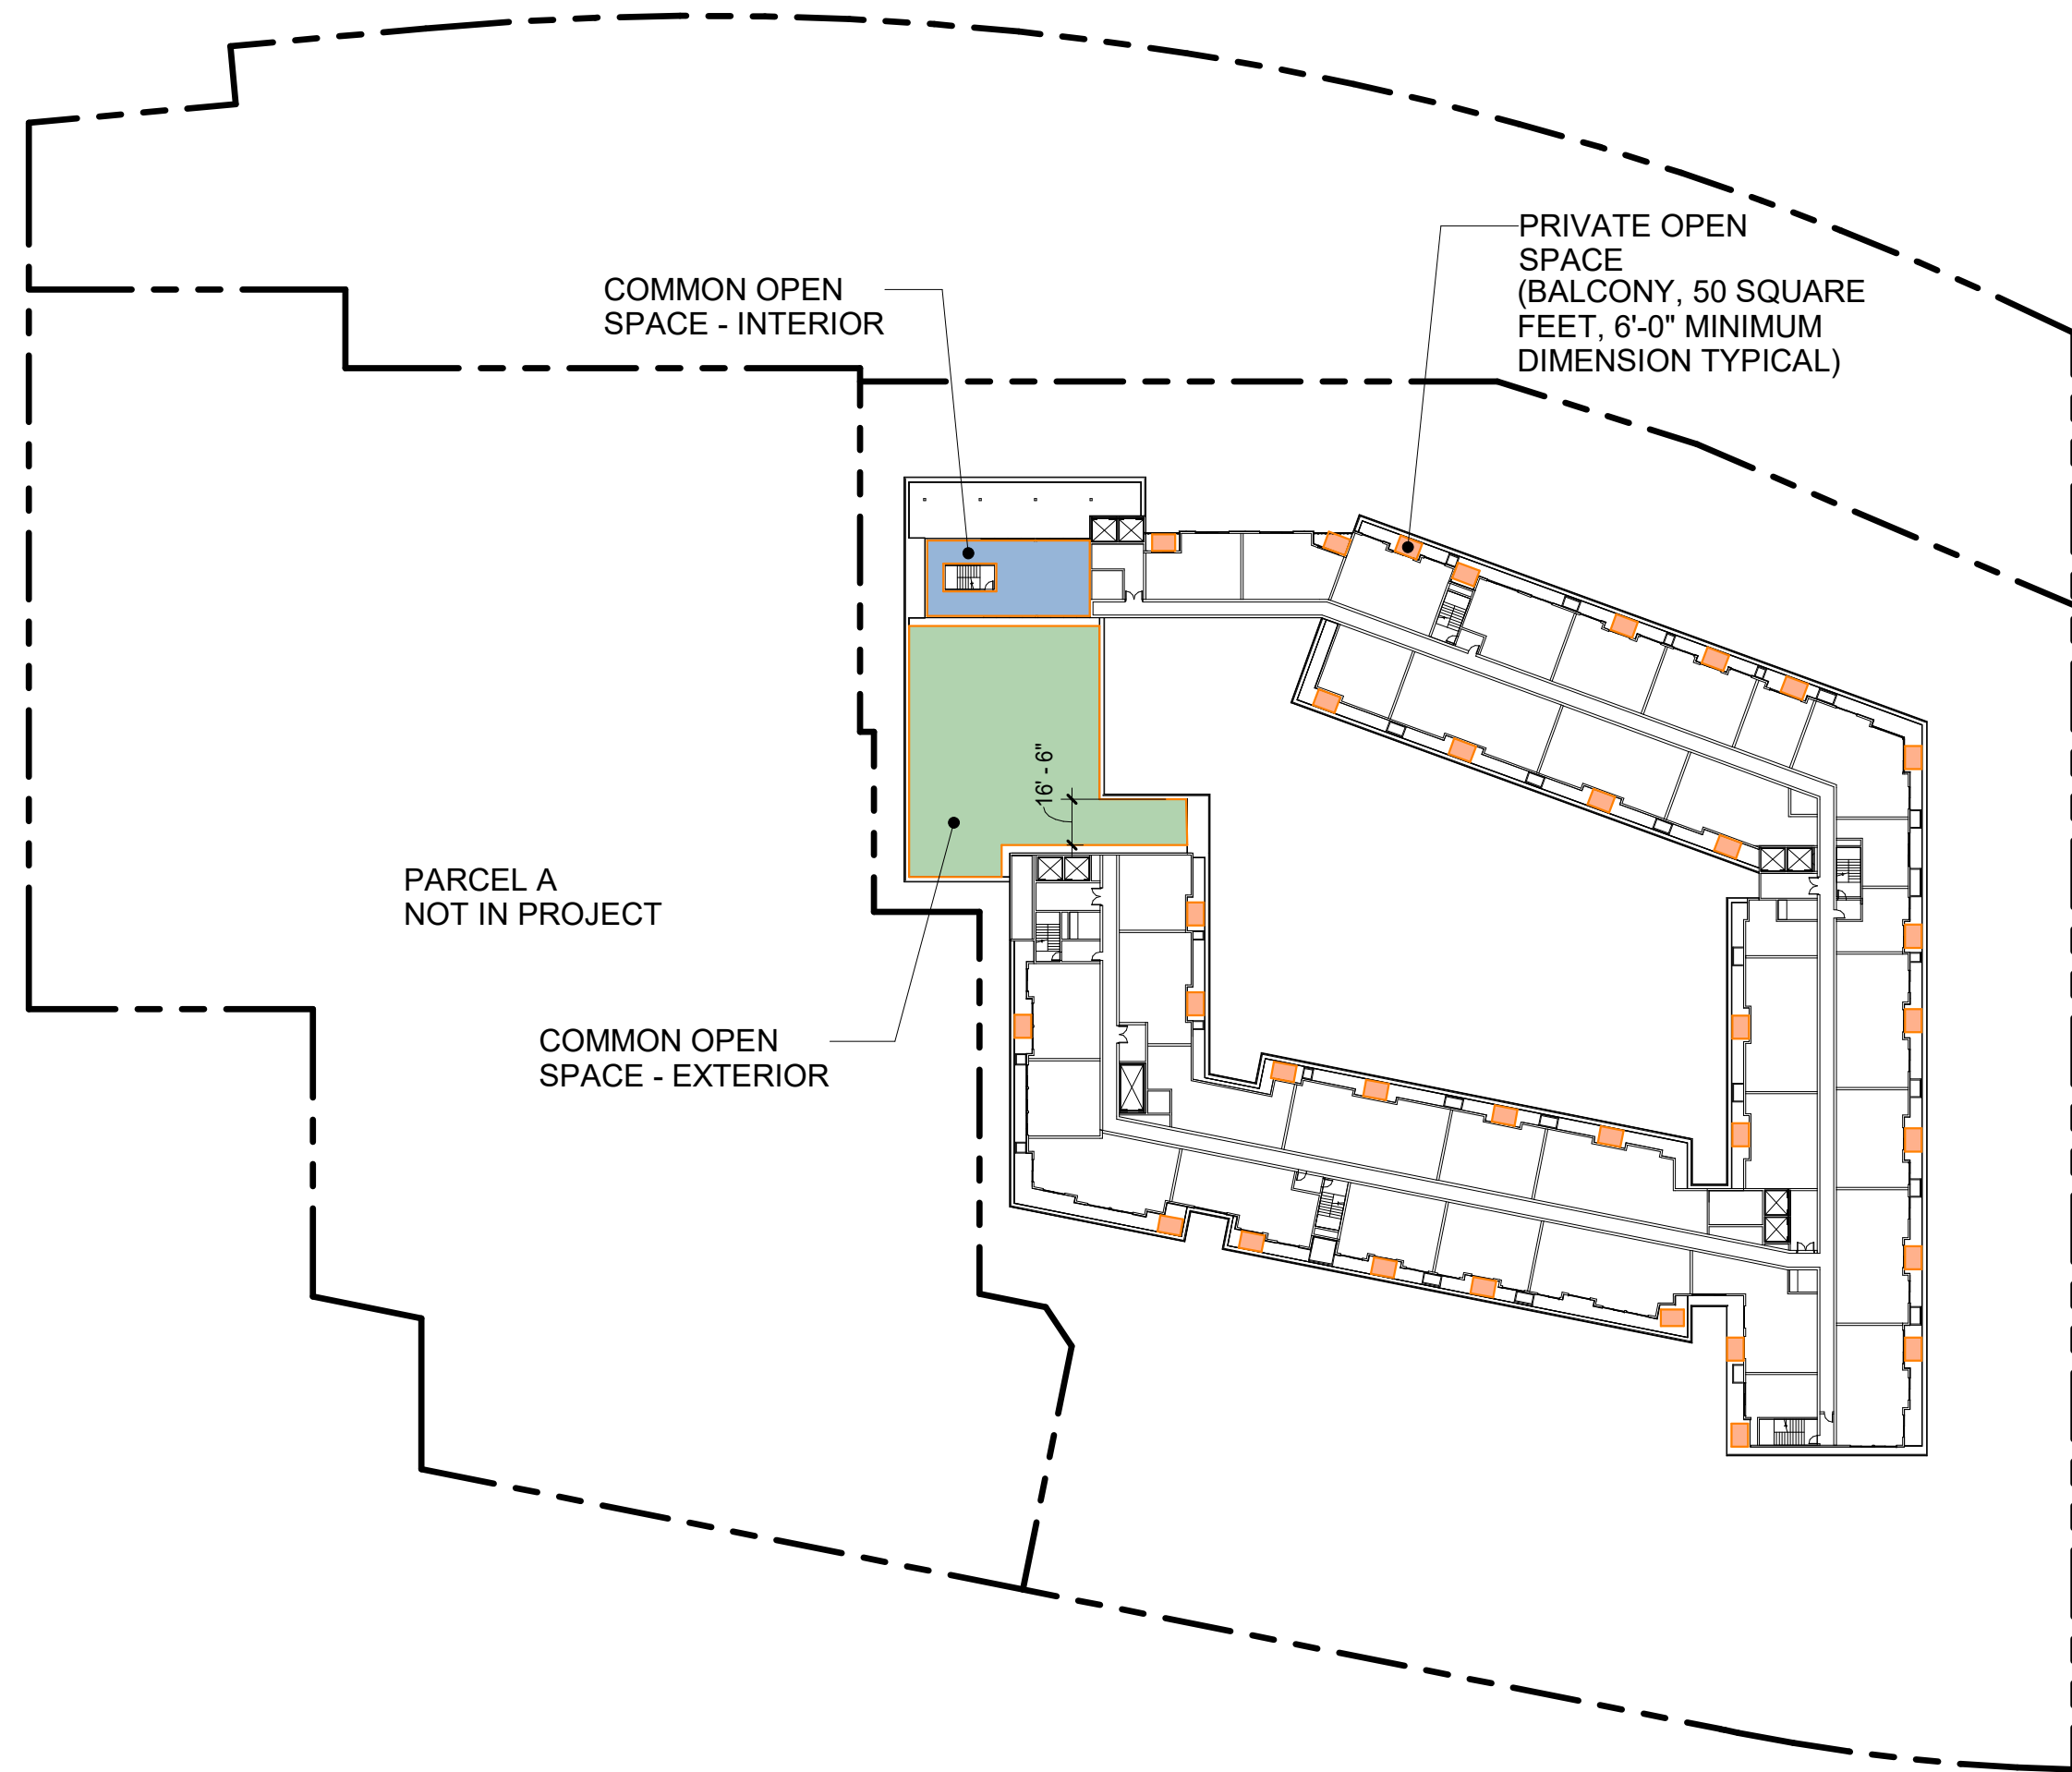 PRIVATE OPEN
SPACE
(BALCONY, 50 SQUARE
FEET, 6'-0" MINIMUM
DIMENSION TYPICAL)
COMMON OPEN
SPACE - INTERIOR
16' - 6"
PARCEL A
NOT IN PROJECT
COMMON OPEN
SPACE - EXTERIOR